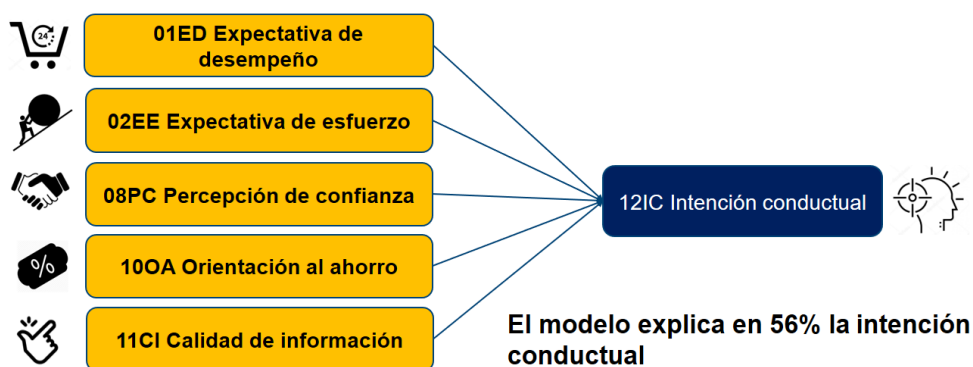 24
01ED Expectativa de
desempeño
02EE Expectativa de esfuerzo
08PC Percepción de confianza
%
10OA Orientación al ahorro
11CI Calidad de información
12IC Intención conductual
El modelo explica en 56% la intención
conductual